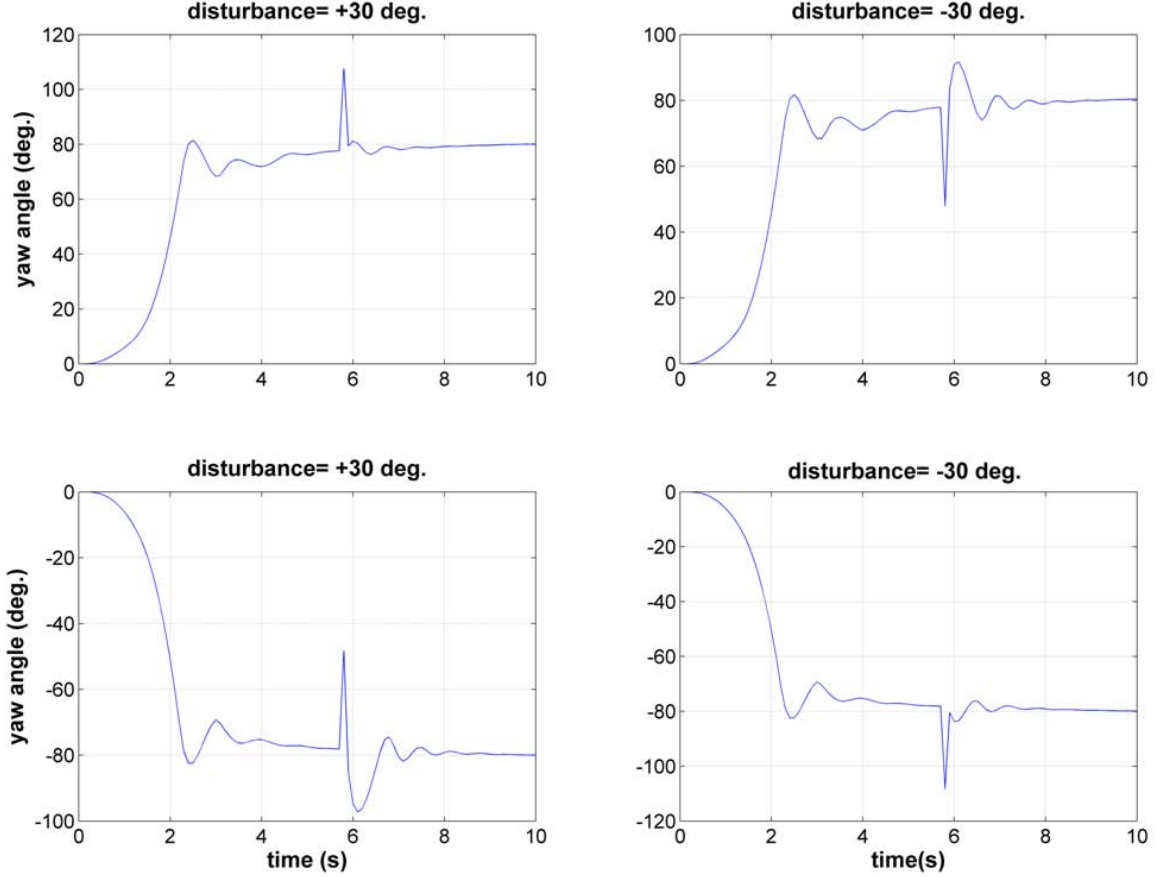 disturbance= +30 deg.
120
100
80
60
40
20
0
yaw angle (deg.)
0 2 4 6 8 10
disturbance= -30 deg.
100
80
60
40
20
0
0 2 4 6 8 10
disturbance= +30 deg.
0
-20
-40
-60
-80
-100
yaw angle (deg.)
0 2 4 6 8 10
time (s)
disturbance= -30 deg.
0
-20
-40
-60
-80
-100
-120
0 2 4 6 8 10
time(s)